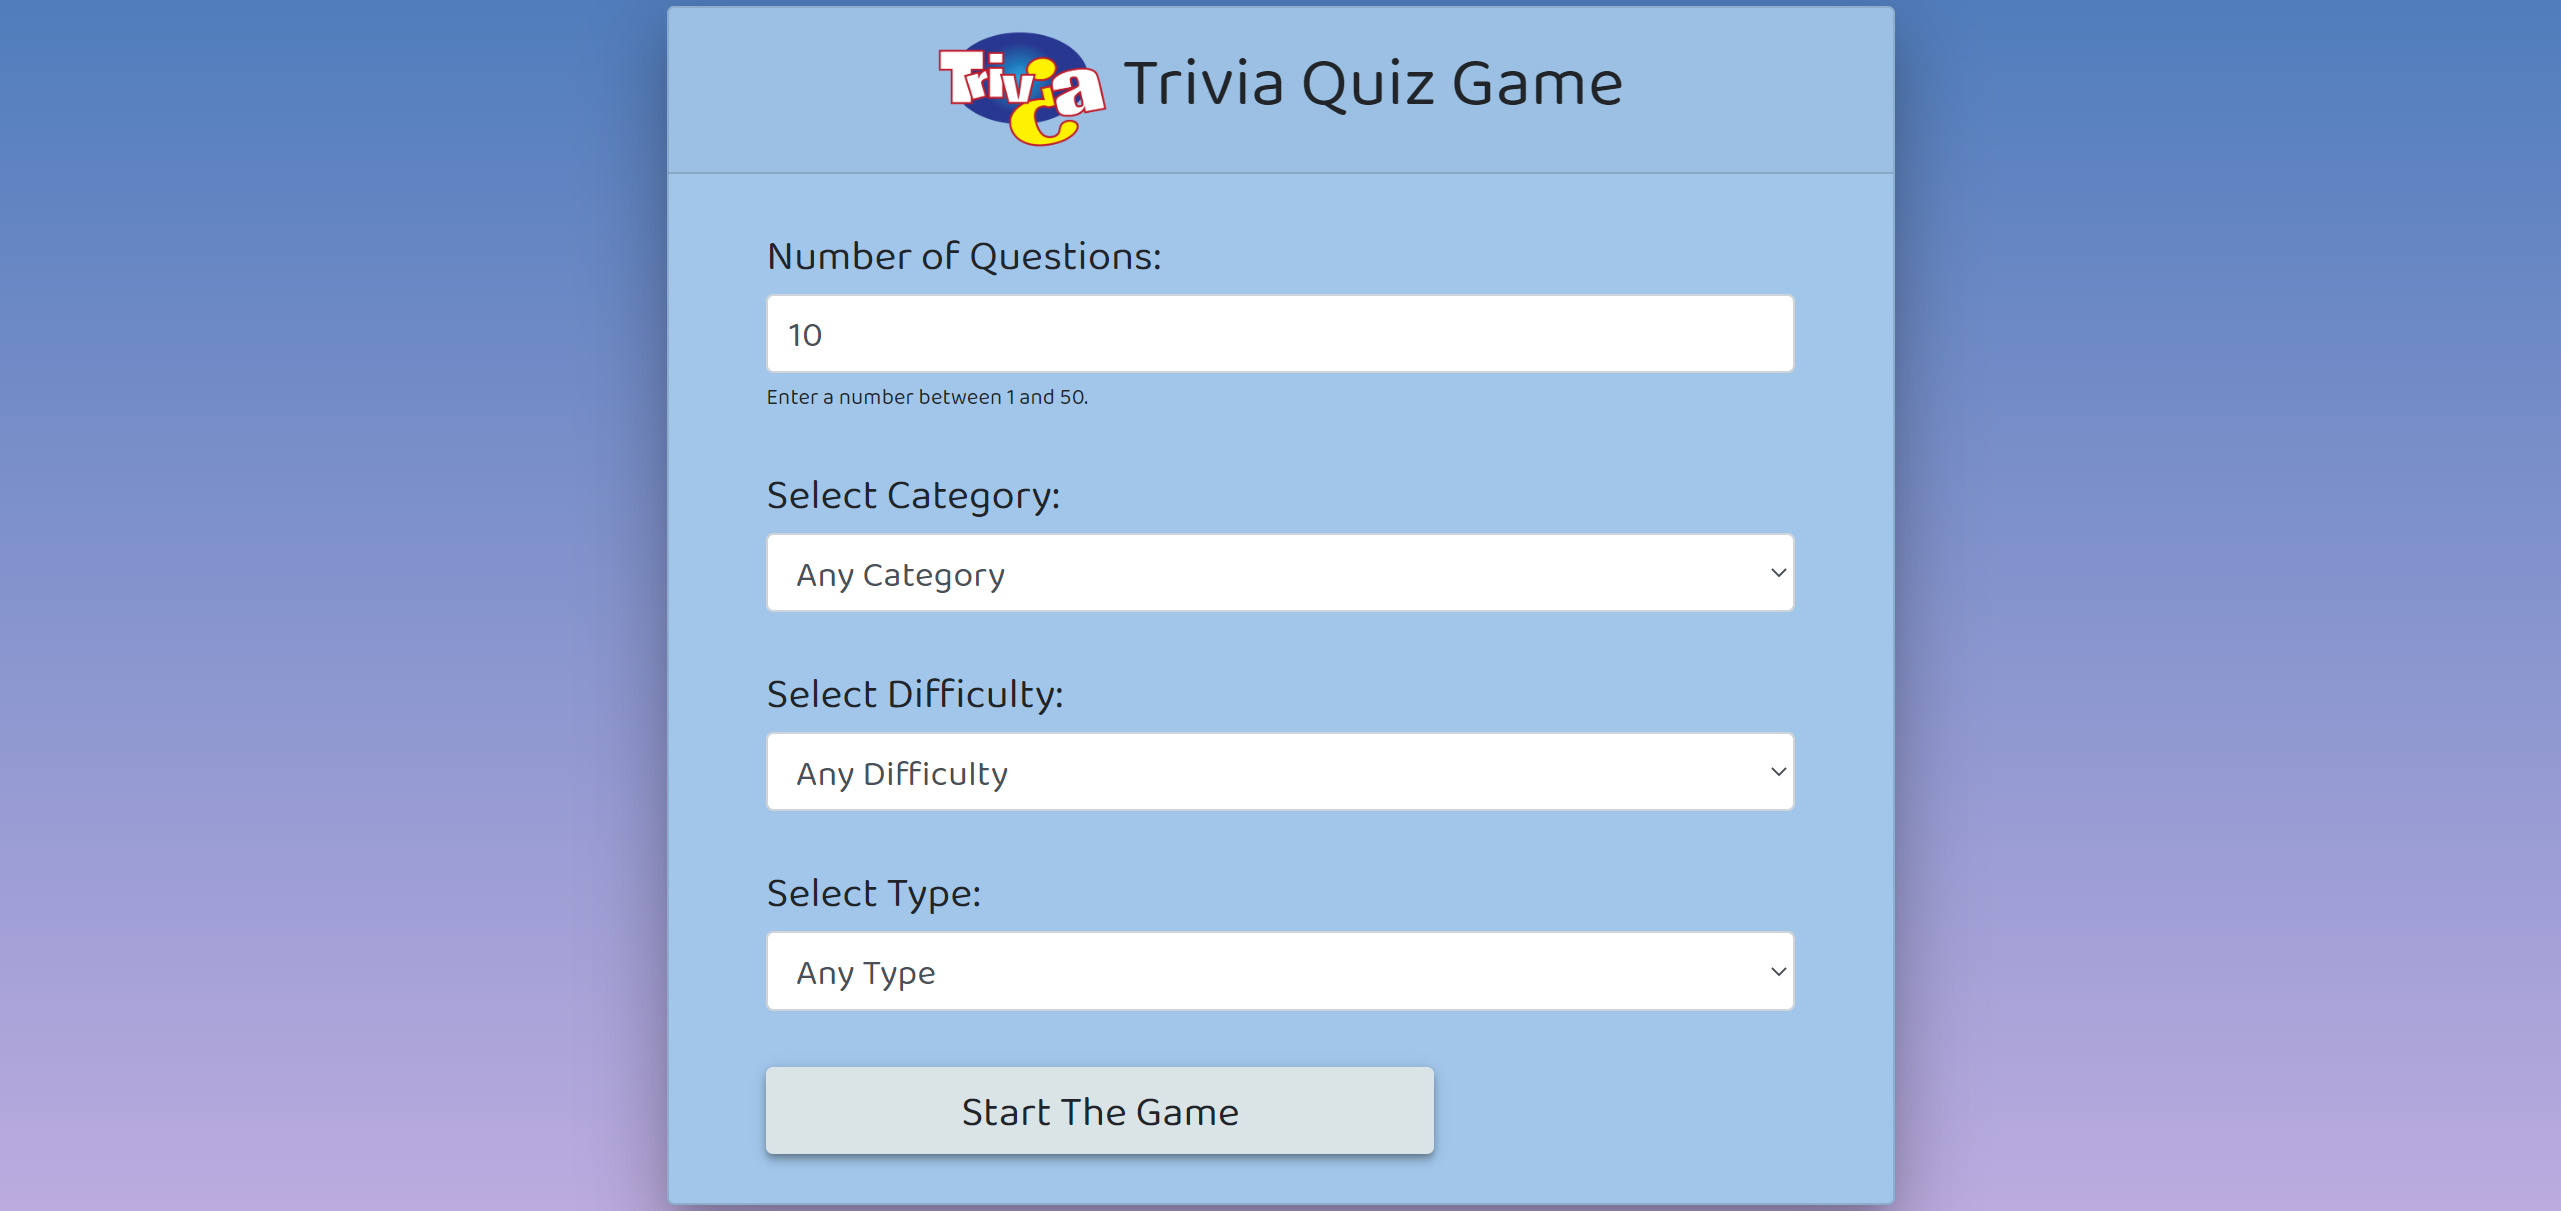 Trivia
Trivia Quiz Game
Number of Questions:
10
Enter a number between 1 and 50.
Select Category:
Any Category
Select Difficulty:
Any Difficulty
Select Type:
Any Type
Start The Game